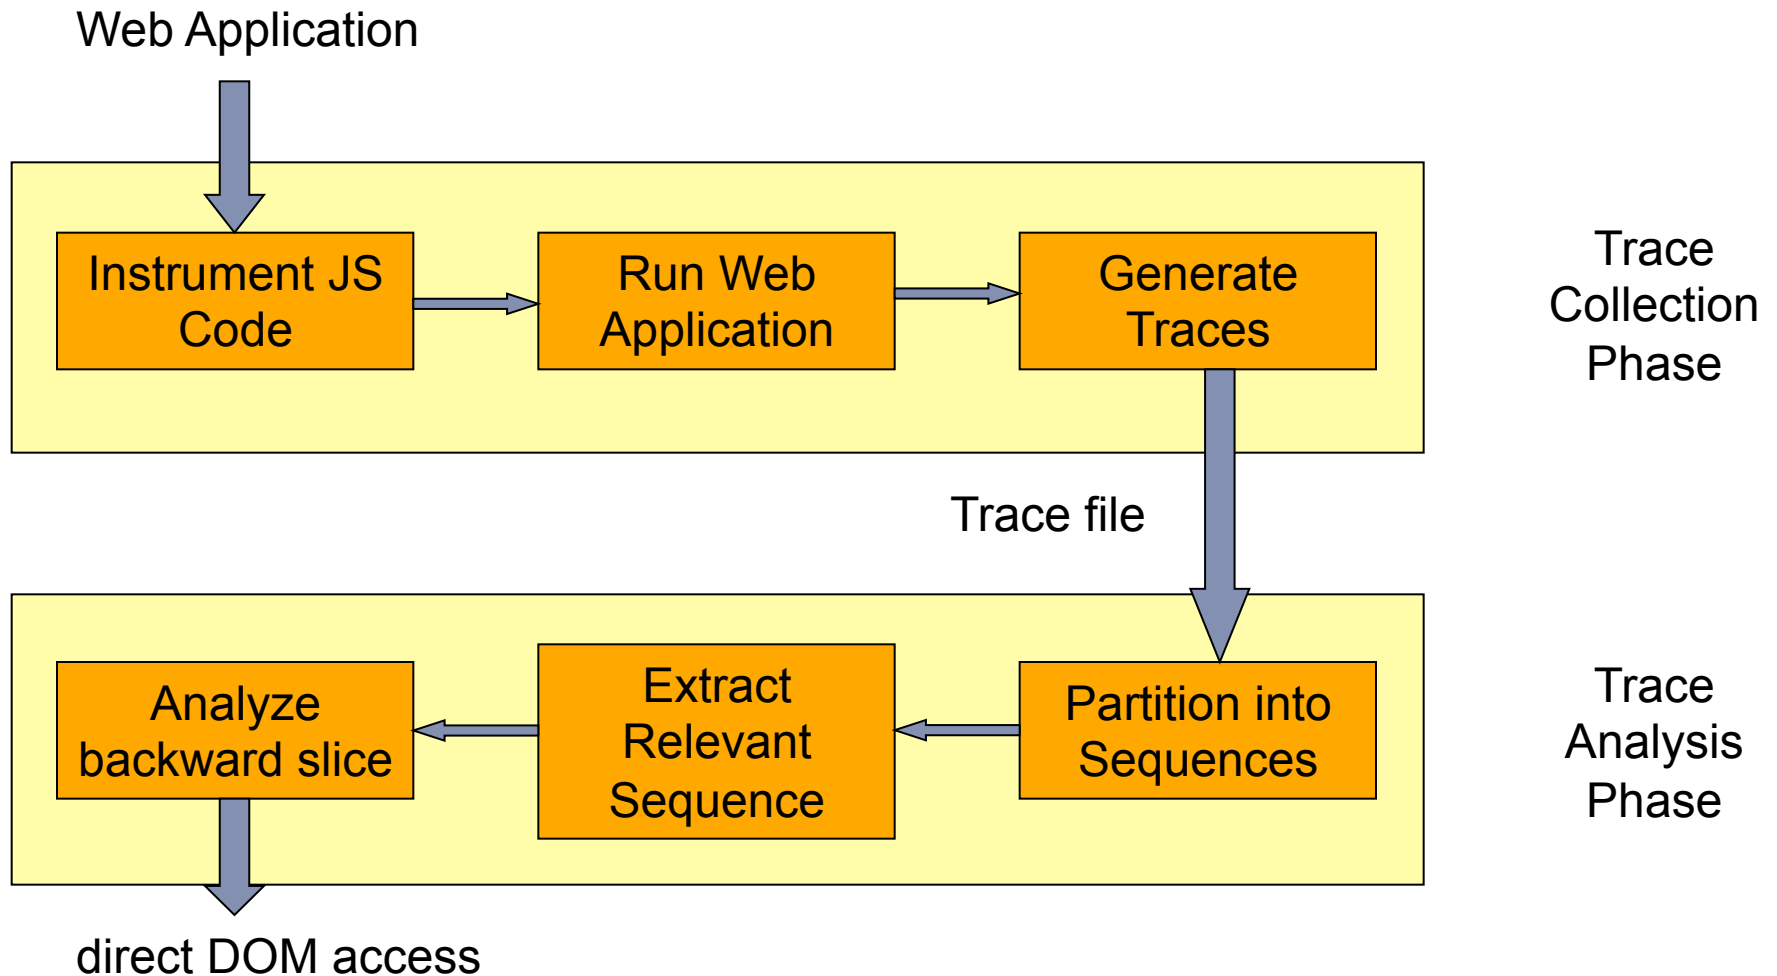 Web Application
Instrument JS
Code
Run Web
Application
Generate
Traces
Trace
Collection
Phase
Trace file
Analyze
backward slice
Extract
Relevant
Sequence
Partition into
Sequences
Trace
Analysis
Phase
direct DOM access